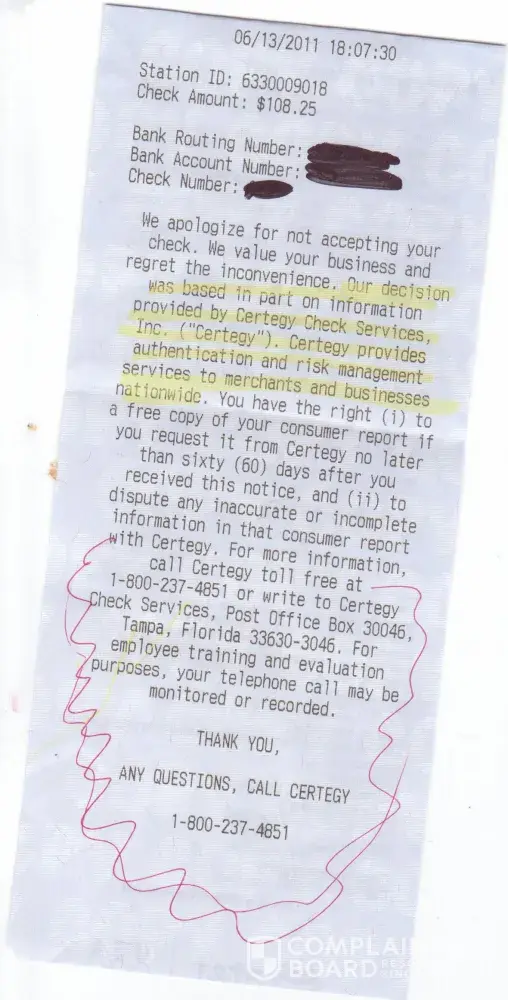 06/13/2011 18:07:30
Station ID: 6330009018
Check Amount: $108.25
Bank Routing Number:
Bank Account Number:
Check Number:
We apologize for not accepting your
check. We value your business and
regret the inconvenience. Our decision
was based in part on information
provided by Certegy Check Services,
Inc. ("Certegy"). Certegy provides
authentication and risk management
services to merchants and businesses
nationwide. You have the right (i) to
a free copy of your consumer report if
you request it from Certegy no later
than sixty (60) days after you
received this notice, and (ii) to
dispute any inaccurate or incomplete
information in that consumer report
with Certegy. For more information,
call Certegy toll free at
1-800-237-4851 or write to Certegy
Check Services, Post Office Box 30046,
Tampa, Florida 33630-3046. For
employee training and evaluation
purposes, your telephone call may be
monitored or recorded.
THANK YOU,
ANY QUESTIONS, CALL CERTEGY
1-800-237-4851
COMPLAI
BOARD